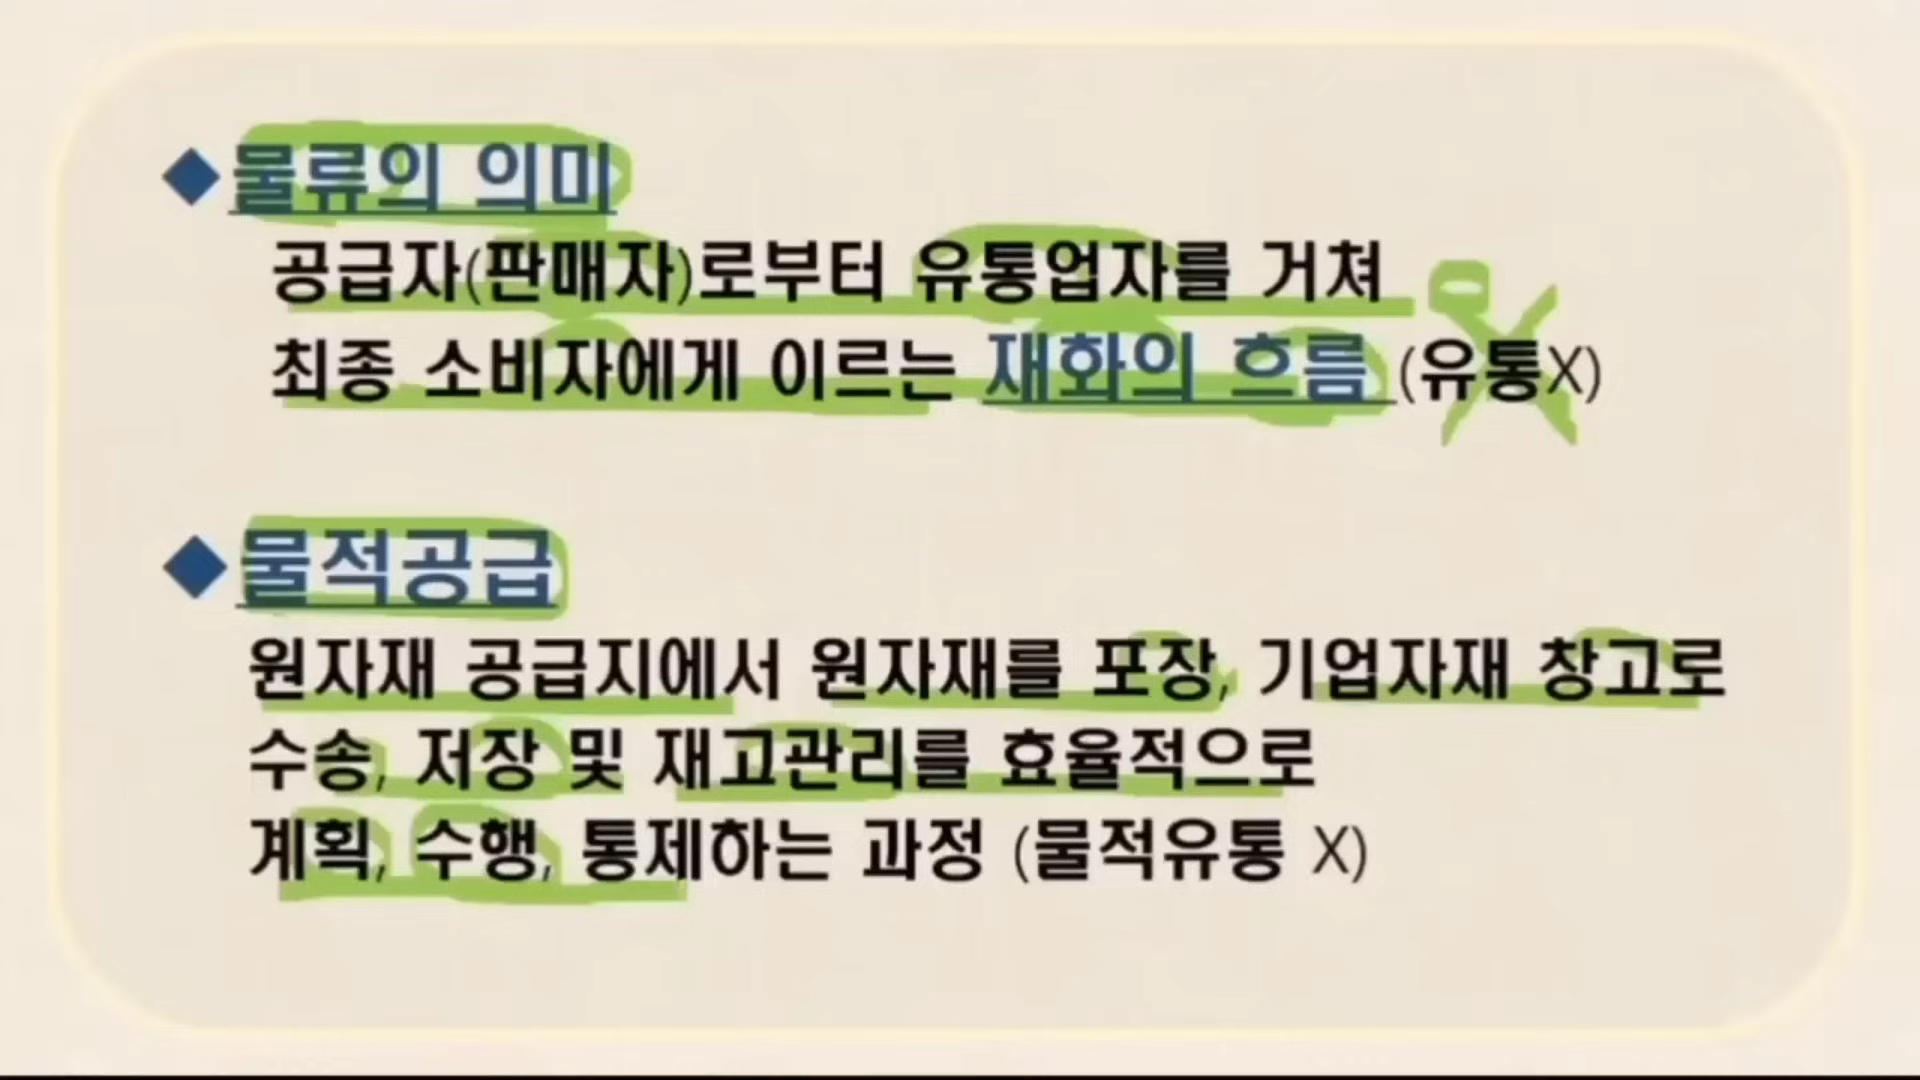 ◆물류의 의미
공급자(판매자)로부터 유통업자를 거쳐
최종 소비자에게 이르는 재화의 흐름 (유통X)
◆물적공급
원자재 공급지에서 원자재를 포장, 기업자재 창고로
수송, 저장 및 재고관리를 효율적으로
계획, 수행, 통제하는 과정 (물적유통 X)